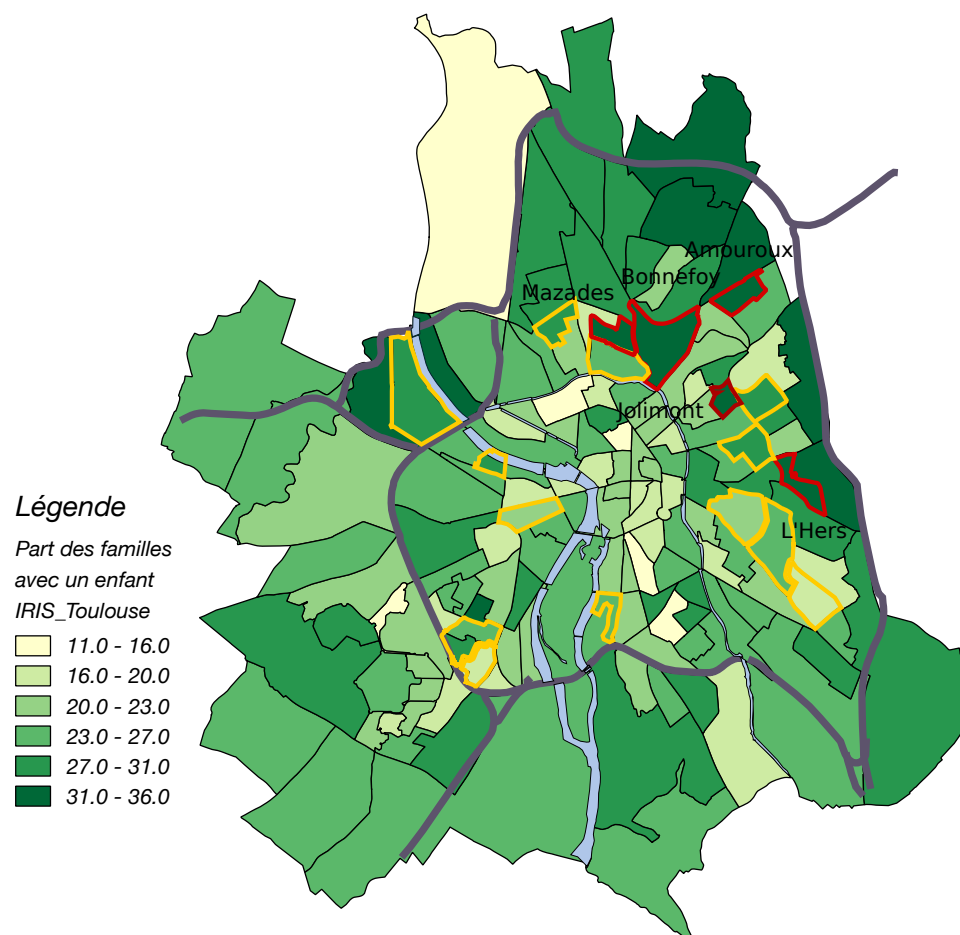 Amouroux
Bonnefoy
Mazades
Jolimont
L'Hers
Légende
Part des familles
avec un enfant
IRIS_Toulouse
11.0 - 16.0
16.0 - 20.0
20.0 - 23.0
23.0 - 27.0
27.0 - 31.0
31.0 - 36.0